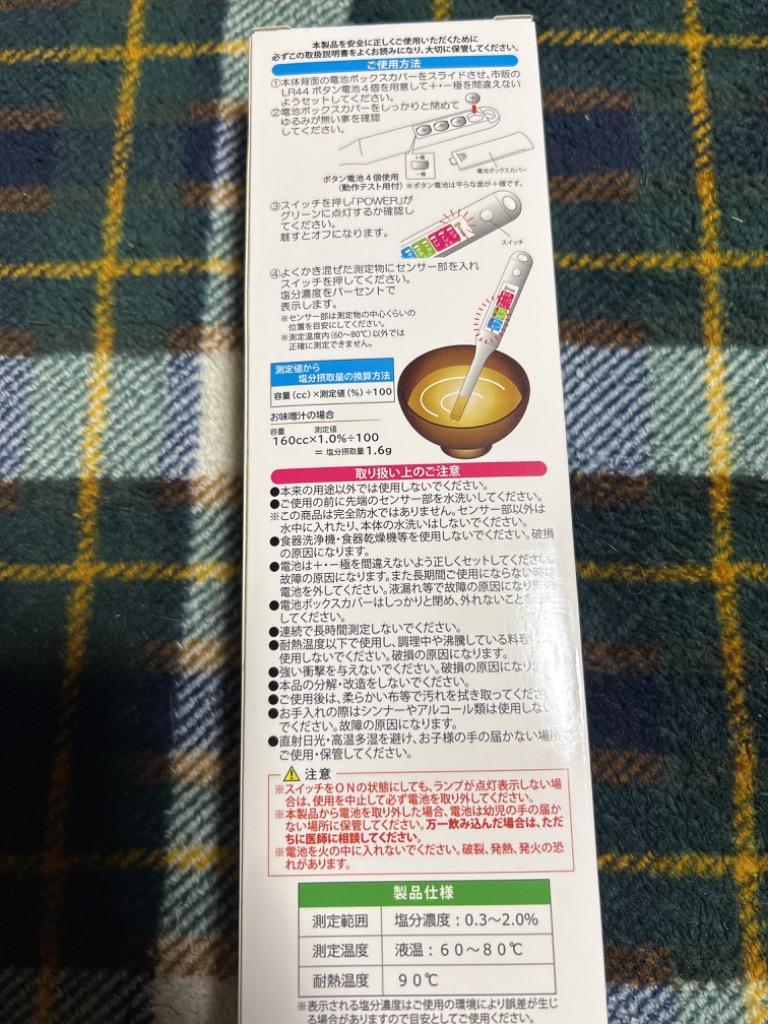 本製品を安全に正しくご使用いただくために
必ずこの取扱説明書をよくお読みになり、大切に保管してください。
ご使用方法
①本体背面の電池ボックスカバーをスライドさせ、市販の
LR44ボタン電池4個を用意して+・ー極を間違えない
ようセットしてください。
②電池ボックスカバーをしっかりと閉めて
ゆるみが無い事を確認
してください。
+極
ー極
電池ボックスカバー
ボタン電池4個使用
(動作テスト用付) ※ボタン電池は平らな面が+極です。
③スイッチを押し「POWER」が
グリーンに点灯するか確認し
てください。
離すとオフになります。
スイッチ
④よくかき混ぜた測定物にセンサー部を入れ
スイッチを押してください。
塩分濃度をパーセントで
表示します。
※センサー部は測定物の中心くらいの
位置を目安にしてください。
※測定温度内(60~80℃)以外では
正確に測定できません。
測定値から
塩分摂取量の換算方法
容量(cc)×測定値(%)÷100
お味噌汁の場合
容量 測定値
160cc×1.0%÷100
= 塩分摂取量 1.6g
取り扱い上のご注意
●本来の用途以外では使用しないでください。
●ご使用の前に先端のセンサー部を水洗いしてください。
※この商品は完全防水ではありません。センサー部以外は
水中に入れたり、本体の水洗いはしないでください。
●食器洗浄機・食器乾燥機等を使用しないでください。破損
の原因になります。
●電池は+・ー極を間違えないよう正しくセットしてください。
故障の原因になります。また長期間ご使用にならない時は
電池を外してください。液漏れ等で故障の原因になり
●電池ボックスカバーはしっかりと閉め、外れないことを
してください。
●連続で長時間測定しないでください。
●耐熱温度以下で使用し、調理中や沸騰している料理
使用しないでください。破損の原因になります。
●強い衝撃を与えないでください。破損の原因になり
●本品の分解・改造をしないでください。
●ご使用後は、柔らかい布等で汚れを拭き取ってくださ
●お手入れの際はシンナーやアルコール類は使用しない
でください。故障の原因になります。
●直射日光・高温多湿を避け、お子様の手の届かない場所
ご使用・保管してください。
注意
※スイッチをONの状態にしても、ランプが点灯表示しない場
合は、使用を中止して必ず電池を取り外してください。
※本製品から電池を取り外した場合、電池は幼児の手の届か
ない場所に保管してください。万一飲み込んだ場合は、ただ
ちに医師に相談してください。
※電池を火の中に入れないでください。破裂、発熱、発火の恐
れがあります。
製品仕様
測定範囲 塩分濃度:0.3~2.0%
測定温度 液温:60~80℃
耐熱温度 90℃
※表示される塩分濃度はご使用の環境により誤差が生じ
る場合がありますので目安としてご使用ください。